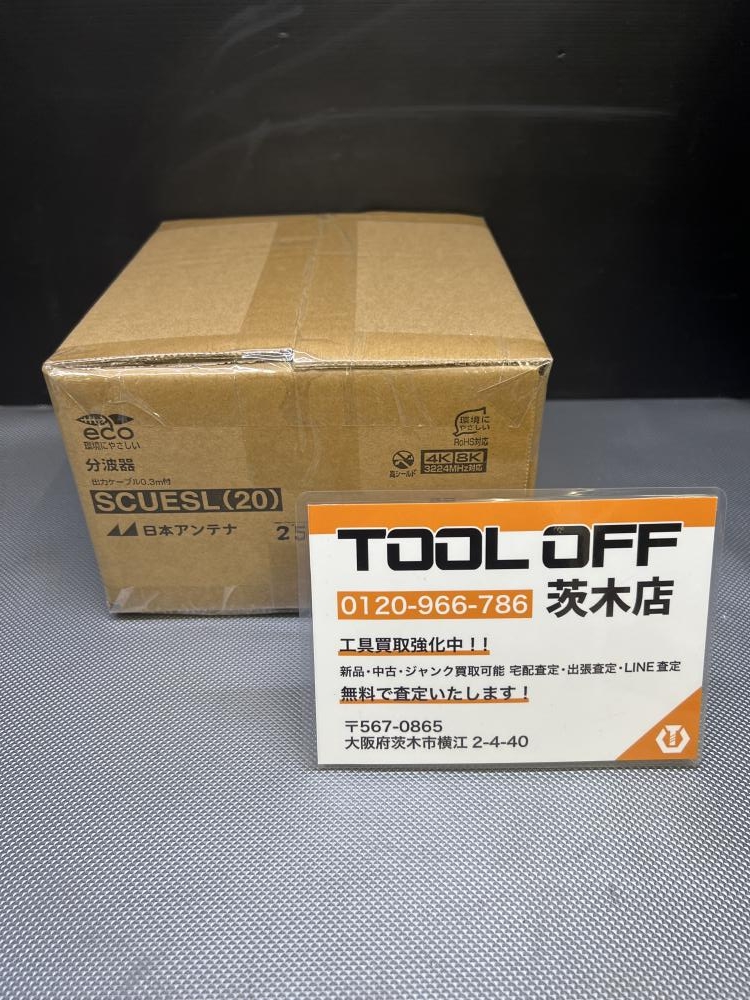 eco
環境にやさしい
分波器
出力ケーブル0.3m付
SCUESL(20)
日本アンテナ
25
環境に
やさしい
RoHS対応
高シールド
4K 8K
3224MHz対応
TOOL OFF
0120-966-786 茨木店
工具買取強化中!!
新品・中古・ジャンク買取可能 宅配査定・出張査定・LINE査定
無料で査定いたします!
〒567-0865
大阪府茨木市横江 2-4-40